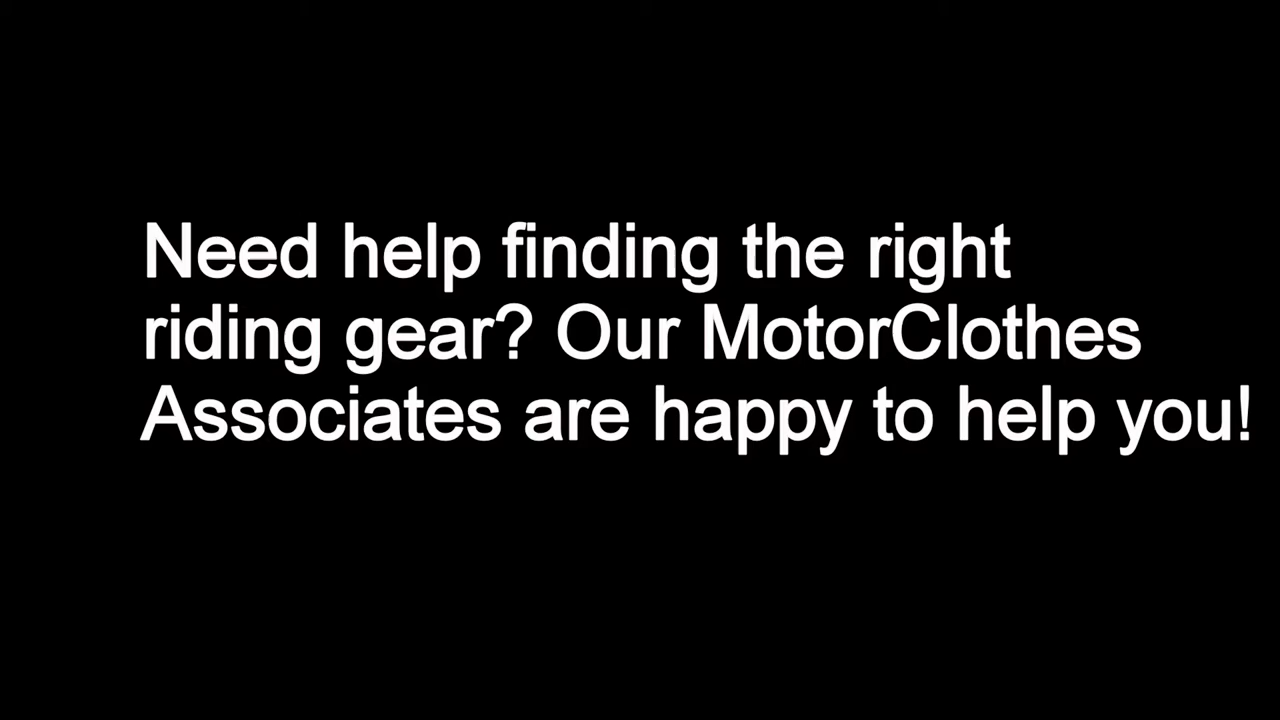 Need help finding the right
riding gear? Our MotorClothes
Associates are happy to help you!